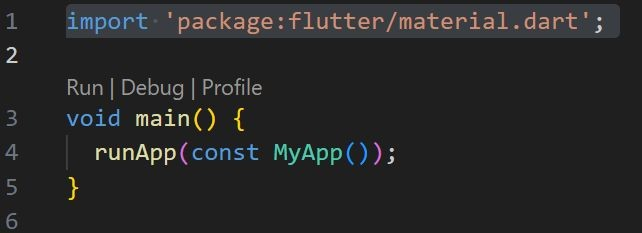 1 import 'package:flutter/material.dart';
2
Run | Debug | Profile
3 void main() {
4 runApp(const MyApp());
5 }
6